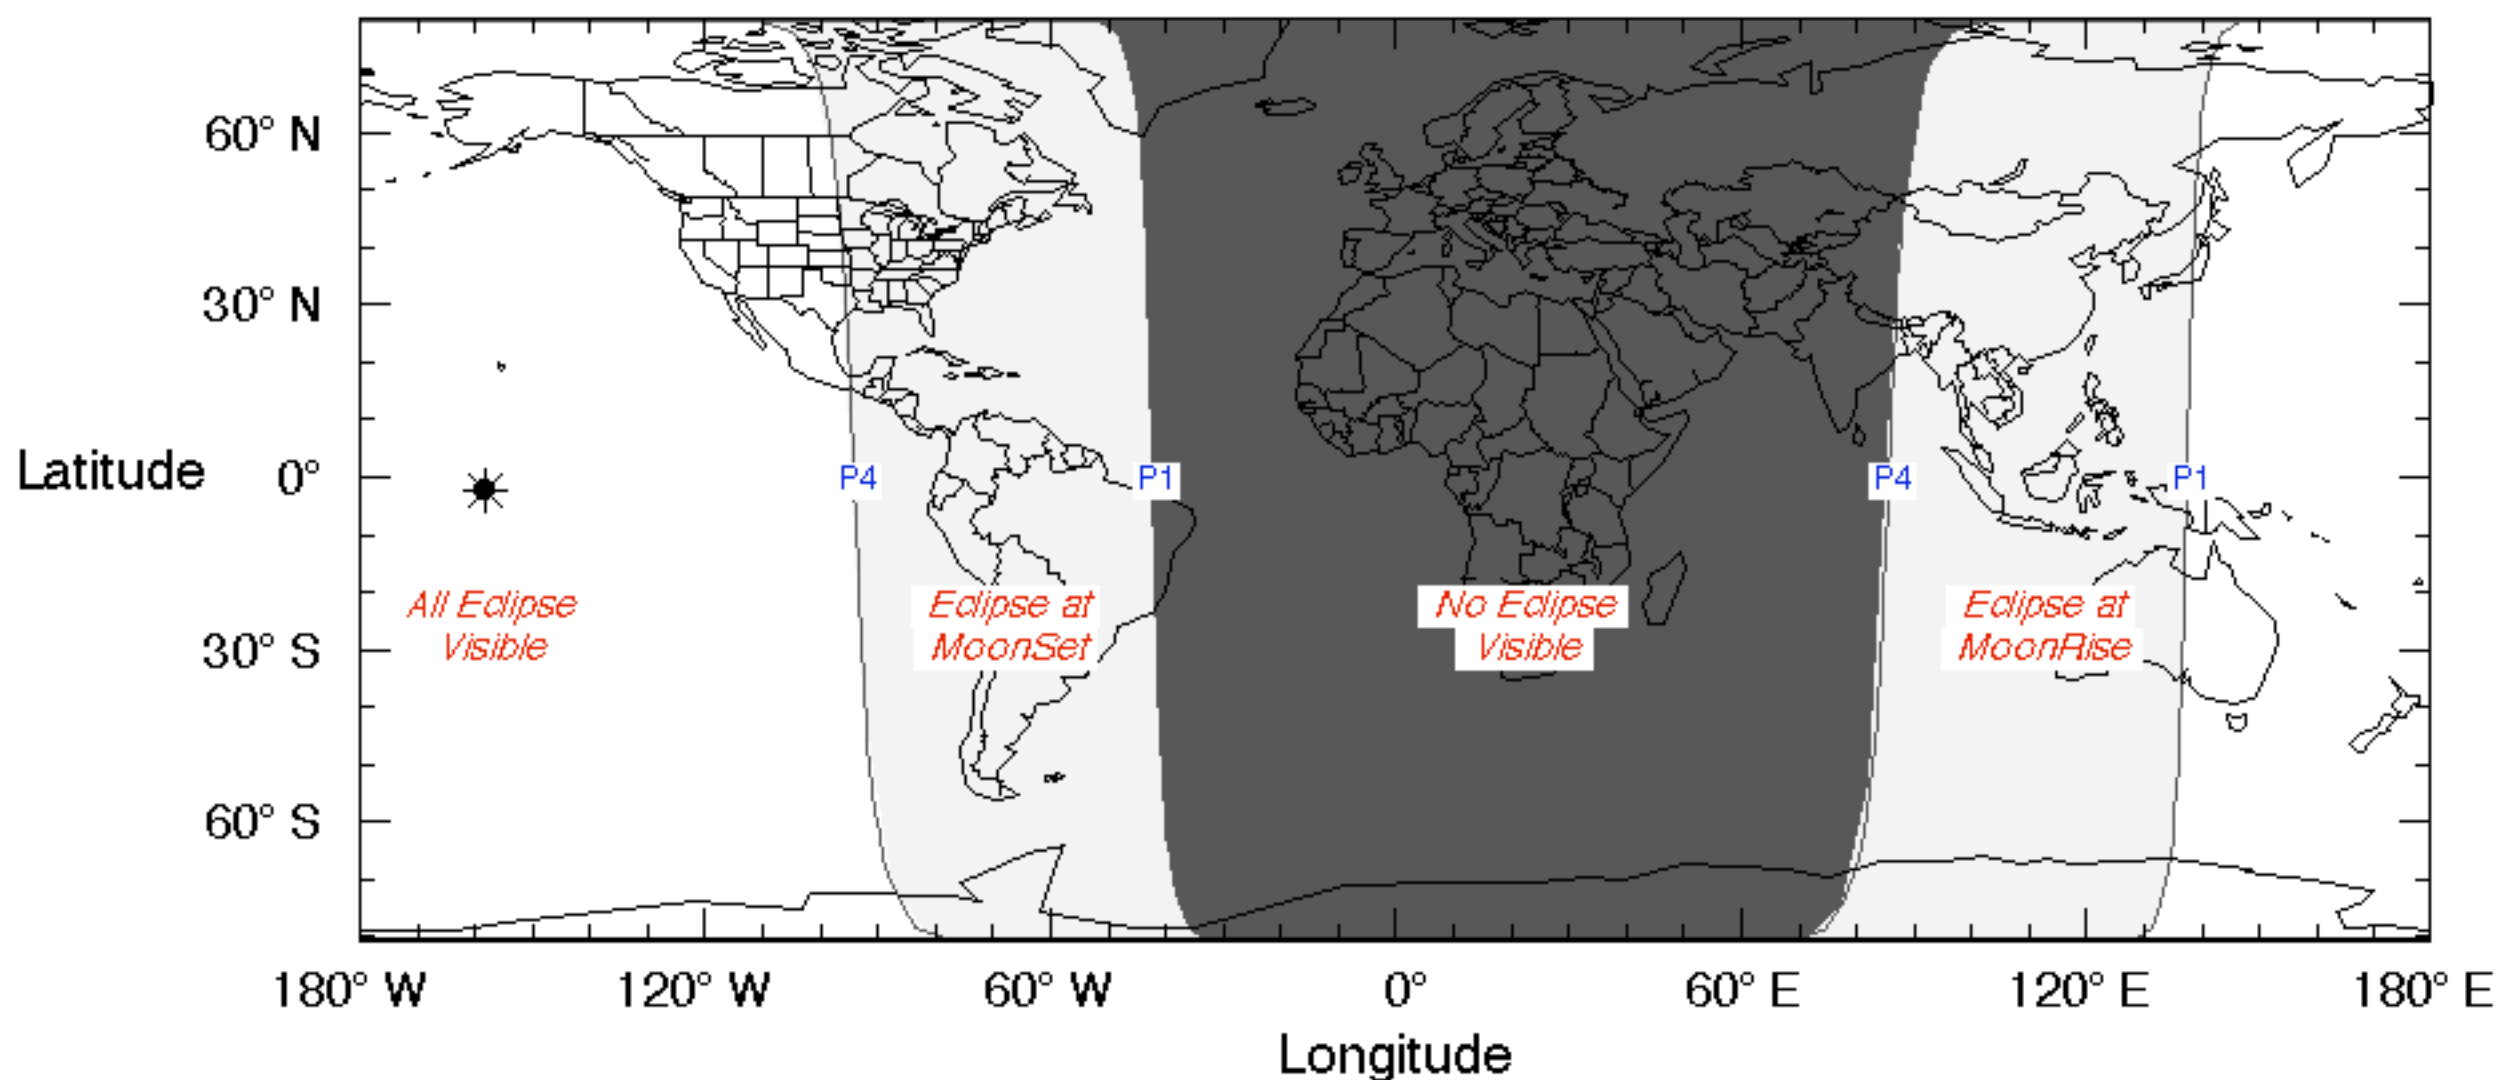 60° N
30° N
Latitude 0°
P4 P1 P4 P1
All Eclipse Eclipse at No Eclipse Eclipse at
Visible MoonSet Visible MoonRise
30° S
60° S
180° W 120° W 60° W 0° 60° E 120° E 180° E
Longitude